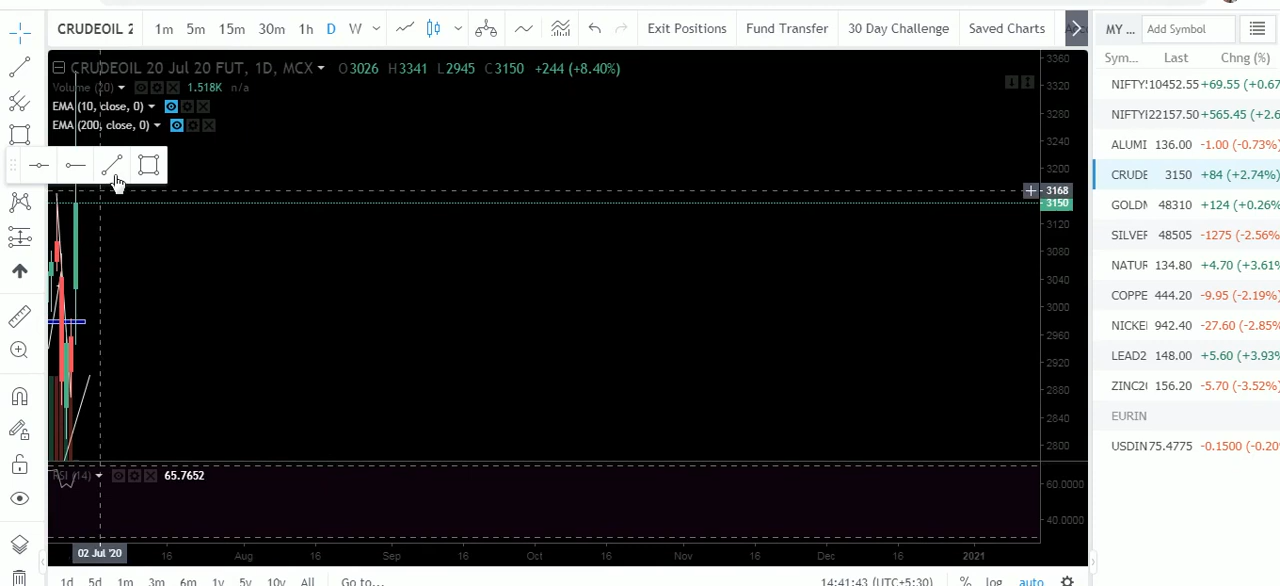 CRUDEOIL 2 1m 5m 15m 30m 1h D W Exit Positions Fund Transfer 30 Day Challenge Saved Charts MY ... Add Symbol
Sym... Last Chng (%)
CRUDEOIL 20 Jul 20 FUT, 1D, MCX O3026 H3341 L2945 C3150 +244 (+8.40%)
Volume (20) 1.518K n/a
EMA (10, close, 0)
EMA (200, close, 0)
3360
3320
3280
3240
3200
3168
3150
3120
3080
3040
3000
2960
2920
2880
2840
2800
RSI (14) 65.7652
60.0000
40.0000
02 Jul '20 16 Aug 16 Sep 16 Oct 16 Nov 16 Dec 16 2021
1d 5d 1m 3m 6m 1y 5y 10y All Go to... 14:41:43 (UTC+5:30) % log auto
NIFTY 10452.55 +69.55 (+0.67
NIFTY 22157.50 +565.45 (+2.6
ALUMI 136.00 -1.00 (-0.73%)
CRUDE 3150 +84 (+2.74%)
GOLDM 48310 +124 (+0.26%
SILVER 48505 -1275 (-2.56%
NATUR 134.80 +4.70 (+3.61%
COPPE 444.20 -9.95 (-2.19%)
NICKEL 942.40 -27.60 (-2.85%
LEAD2 148.00 +5.60 (+3.93%
ZINC2 156.20 -5.70 (-3.52%)
EURIN
USDIN 75.4775 -0.1500 (-0.20